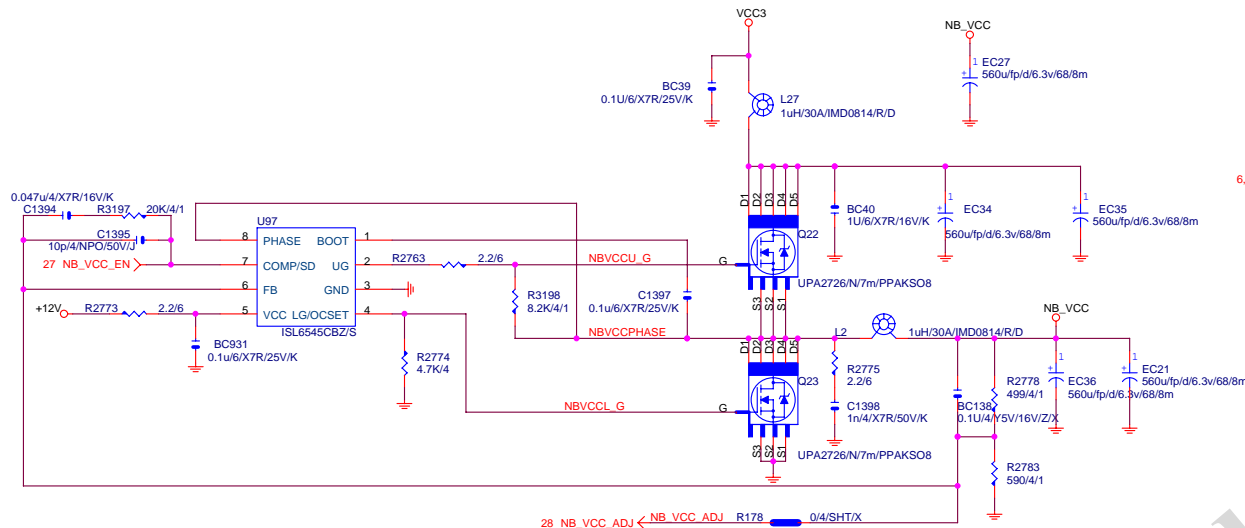 VCC3
NB_VCC
1
EC27
560u/fp/d/6.3v/68/8m
BC39
0.1U/6/X7R/25V/K
L27
1uH/30A/IMD0814/R/D
6,
0.047u/4/X7R/16V/K
C1394
R3197
20K/4/1
C1395
10p/4/NPO/50V/J
27 NB_VCC_EN
+12V
R2773
2.2/6
BC931
0.1u/6/X7R/25V/K
U97
8
PHASE
BOOT
1
7
COMP/SD
UG
2
6
FB
GND
3
5
VCC
LG/OCSET
4
ISL6545CBZ/S
R2763
2.2/6
NBVCCU_G
R3198
8.2K/4/1
C1397
0.1u/6/X7R/25V/K
NBVCCPHASE
R2774
4.7K/4
NBVCCL_G
D1
D2
D3
D4
D5
Q22
G
UPA2726/N/7m/PPAKSO8
S3
S2
S1
BC40
1U/6/X7R/16V/K
1
EC34
560u/fp/d/6.3v/68/8m
1
EC35
560u/fp/d/6.3v/68/8m
D1
D2
D3
D4
D5
Q23
G
UPA2726/N/7m/PPAKSO8
S3
S2
S1
L2
1uH/30A/IMD0814/R/D
NB_VCC
R2775
2.2/6
C1398
1n/4/X7R/50V/K
BC138
0.1U/4/Y5V/16V/Z/X
R2778
499/4/1
1
EC36
560u/fp/d/6.3v/68/8m
1
EC21
560u/fp/d/6.3v/68/8m
R2783
590/4/1
28 NB_VCC_ADJ
NB_VCC_ADJ
R178
0/4/SHT/X